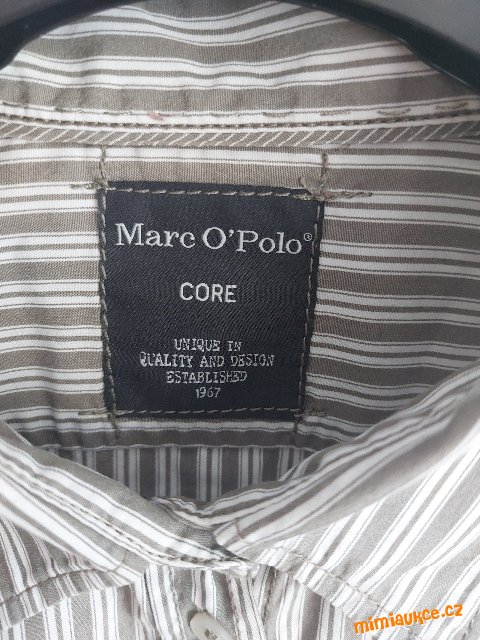 Marc O'Polo®
CORE
UNIQUE IN
QUALITY AND DESIGN
ESTABLISHED
1967
mimiaukce.cz